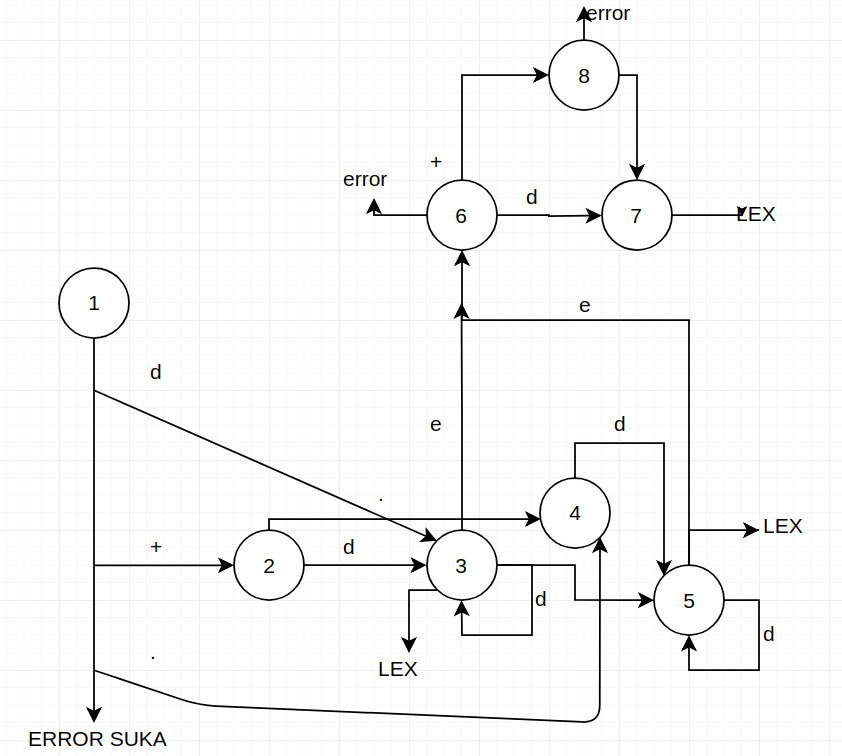 error
8
+
error
d
6
7
LEX
1
e
d
e
d
.
4
LEX
+
d
2
3
d
5
d
.
LEX
ERROR SUKA